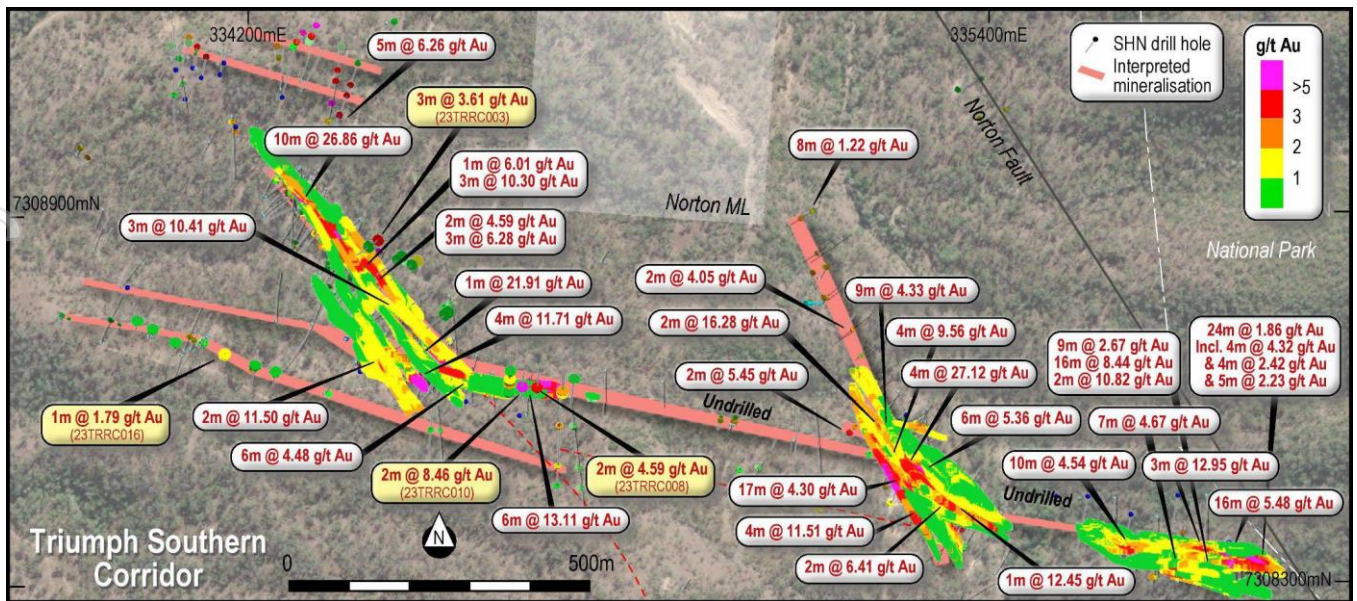 334200mE
335400mE
7308900mN
7308300mN
SHN drill hole
Interpreted
mineralisation
g/t Au
>5
3
2
1
5m @ 6.26 g/t Au
3m @ 3.61 g/t Au
(23TRRC003)
10m @ 26.86 g/t Au
1m @ 6.01 g/t Au
3m @ 10.30 g/t Au
3m @ 10.41 g/t Au
2m @ 4.59 g/t Au
3m @ 6.28 g/t Au
1m @ 21.91 g/t Au
4m @ 11.71 g/t Au
1m @ 1.79 g/t Au
(23TRRC016)
2m @ 11.50 g/t Au
6m @ 4.48 g/t Au
2m @ 8.46 g/t Au
(23TRRC010)
6m @ 13.11 g/t Au
2m @ 4.59 g/t Au
(23TRRC008)
Norton ML
Norton Fault
National Park
8m @ 1.22 g/t Au
2m @ 4.05 g/t Au
2m @ 16.28 g/t Au
2m @ 5.45 g/t Au
Undrilled
9m @ 4.33 g/t Au
4m @ 9.56 g/t Au
4m @ 27.12 g/t Au
6m @ 5.36 g/t Au
17m @ 4.30 g/t Au
4m @ 11.51 g/t Au
2m @ 6.41 g/t Au
1m @ 12.45 g/t Au
Undrilled
9m @ 2.67 g/t Au
16m @ 8.44 g/t Au
2m @ 10.82 g/t Au
24m @ 1.86 g/t Au
Incl. 4m @ 4.32 g/t Au
& 4m @ 2.42 g/t Au
& 5m @ 2.23 g/t Au
7m @ 4.67 g/t Au
10m @ 4.54 g/t Au
3m @ 12.95 g/t Au
16m @ 5.48 g/t Au
Triumph Southern
Corridor
N
0
500m